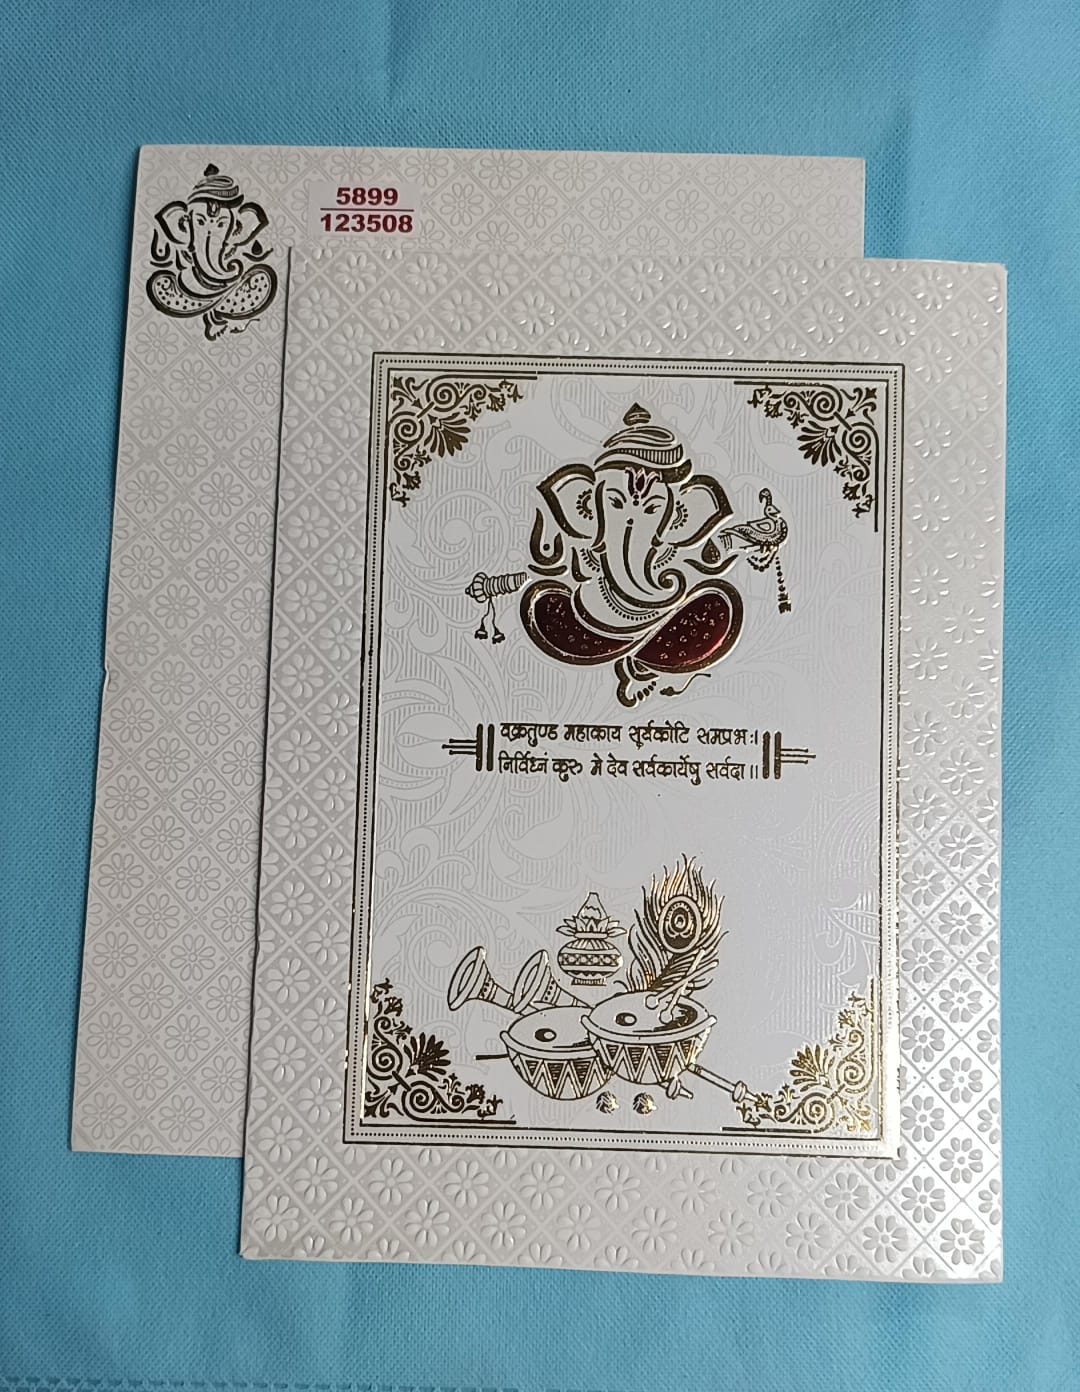 5899
123508
वक्रतुण्ड महाकाय सूर्यकोटि समप्रभः।
निर्विघ्नं कुरु मे देव सर्वकार्येषु सर्वदा।।